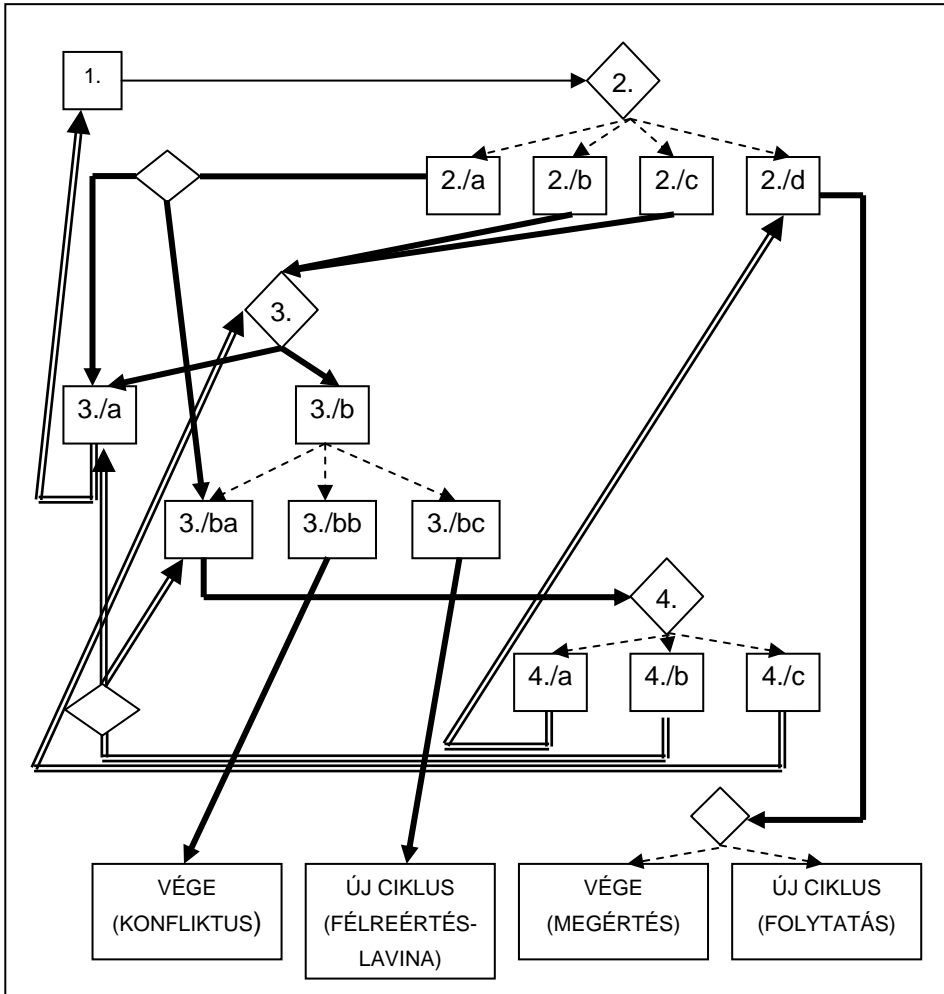 1.
2.
2./a
2./b
2./c
2./d
3.
3./a
3./b
3./ba
3./bb
3./bc
4.
4./a
4./b
4./c
VÉGE
(KONFLIKTUS)
ÚJ CIKLUS
(FÉLREÉRTÉS-
LAVINA)
VÉGE
(MEGÉRTÉS)
ÚJ CIKLUS
(FOLYTATÁS)